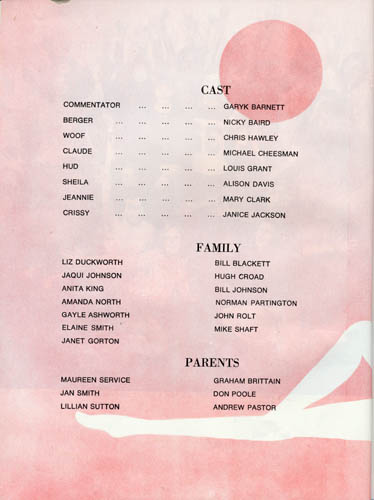 CAST
COMMENTATOR ... ... ... ... GARYK BARNETT
BERGER ... ... ... ... NICKY BAIRD
WOOF ... ... ... ... CHRIS HAWLEY
CLAUDE ... ... ... ... MICHAEL CHEESMAN
HUD ... ... ... ... LOUIS GRANT
SHEILA ... ... ... ... ALISON DAVIS
JEANNIE ... ... ... ... MARY CLARK
CRISSY ... ... ... ... JANICE JACKSON
FAMILY
LIZ DUCKWORTH BILL BLACKETT
JAQUI JOHNSON HUGH CROAD
ANITA KING BILL JOHNSON
AMANDA NORTH NORMAN PARTINGTON
GAYLE ASHWORTH JOHN ROLT
ELAINE SMITH MIKE SHAFT
JANET GORTON
PARENTS
MAUREEN SERVICE GRAHAM BRITTAIN
JAN SMITH DON POOLE
LILLIAN SUTTON ANDREW PASTOR